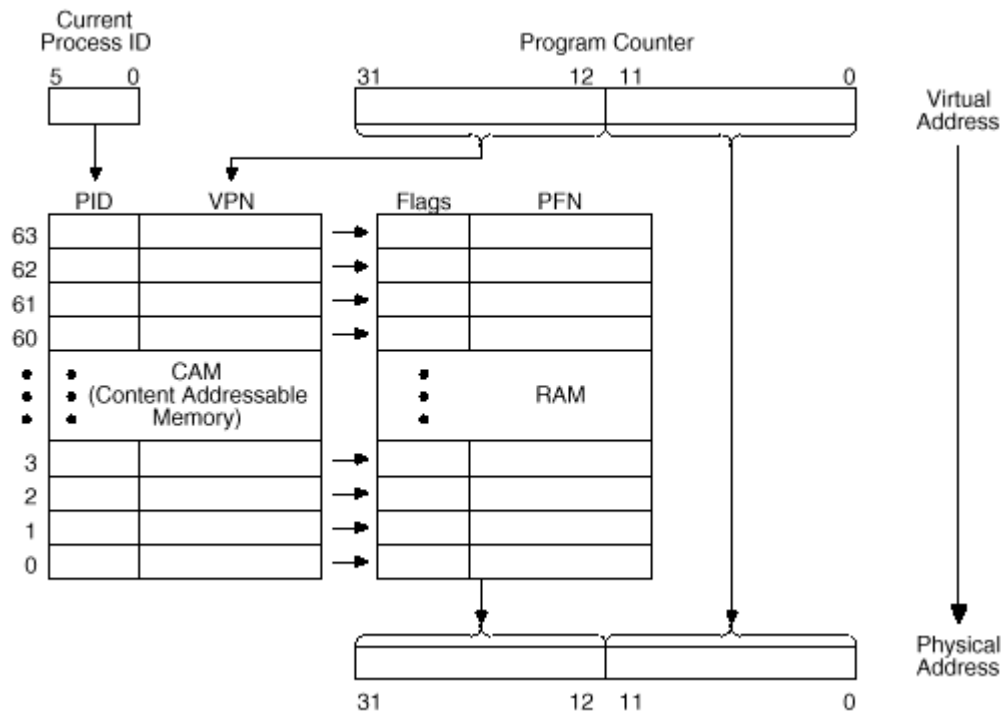 Current
Process ID
5 0
Program Counter
31 12 11 0
Virtual
Address
PID VPN Flags PFN
63
62
61
60
CAM
(Content Addressable
Memory)
RAM
3
2
1
0
Physical
Address
31 12 11 0